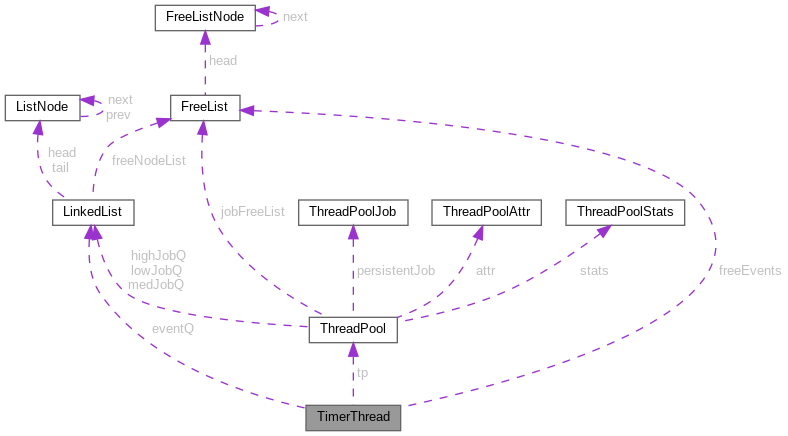 FreeListNode
next
head
ListNode
next
prev
FreeList
head
tail
freeNodeList
LinkedList
jobFreeList
ThreadPoolJob
ThreadPoolAttr
ThreadPoolStats
highJobQ
lowJobQ
medJobQ
persistentJob
attr
stats
freeEvents
eventQ
ThreadPool
tp
TimerThread